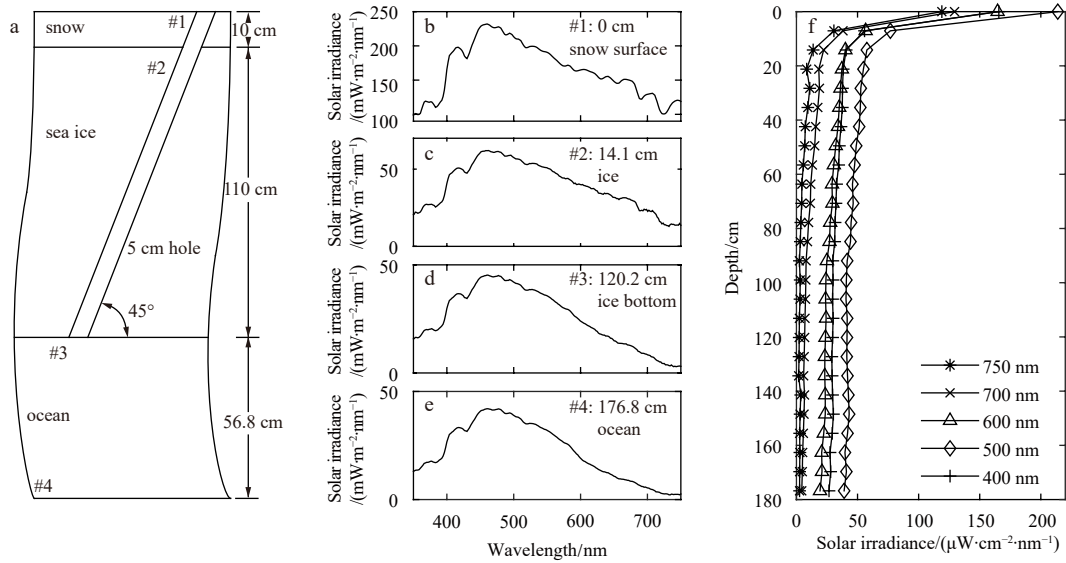 a
snow
#1
10 cm
#2
sea ice
110 cm
5 cm hole
45°
#3
ocean
56.8 cm
#4
b
#1: 0 cm
snow surface
Solar irradiance
/(mW·m⁻²·nm⁻¹)
250
200
150
100
c
#2: 14.1 cm
ice
Solar irradiance
/(mW·m⁻²·nm⁻¹)
50
0
d
#3: 120.2 cm
ice bottom
Solar irradiance
/(mW·m⁻²·nm⁻¹)
50
0
e
#4: 176.8 cm
ocean
Solar irradiance
/(mW·m⁻²·nm⁻¹)
50
0
400 500 600 700
Wavelength/nm
f
Depth/cm
0
20
40
60
80
100
120
140
160
180
750 nm
700 nm
600 nm
500 nm
400 nm
0 50 100 150 200
Solar irradiance/(μW·cm⁻²·nm⁻¹)